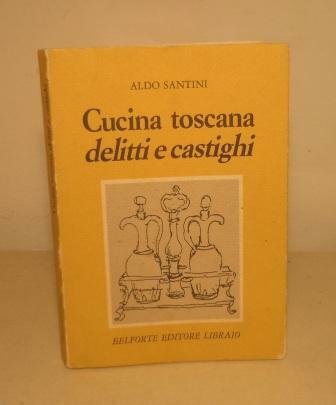 ALDO SANTINI
Cucina toscana
delitti e castighi
BELFORTE EDITORE LIBRAIO